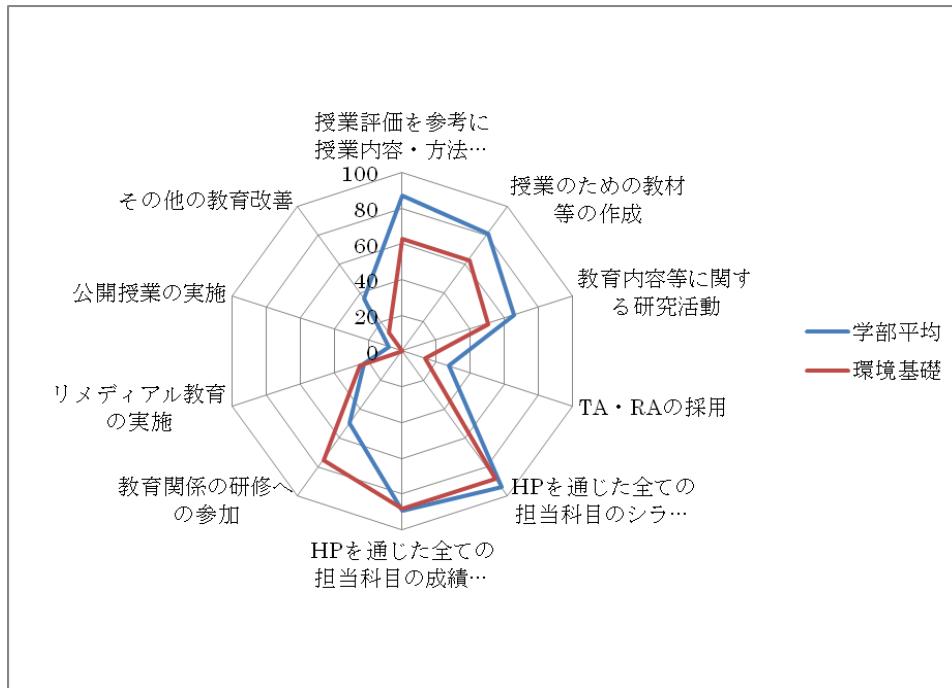 授業評価を参考に
授業内容・方法…
授業のための教材
等の作成
教育内容等に関す
る研究活動
TA・RAの採用
HPを通じた全ての
担当科目のシラ…
HPを通じた全ての
担当科目の成績…
教育関係の研修へ
の参加
リメディアル教育
の実施
公開授業の実施
その他の教育改善
100
80
60
40
20
0
学部平均
環境基礎